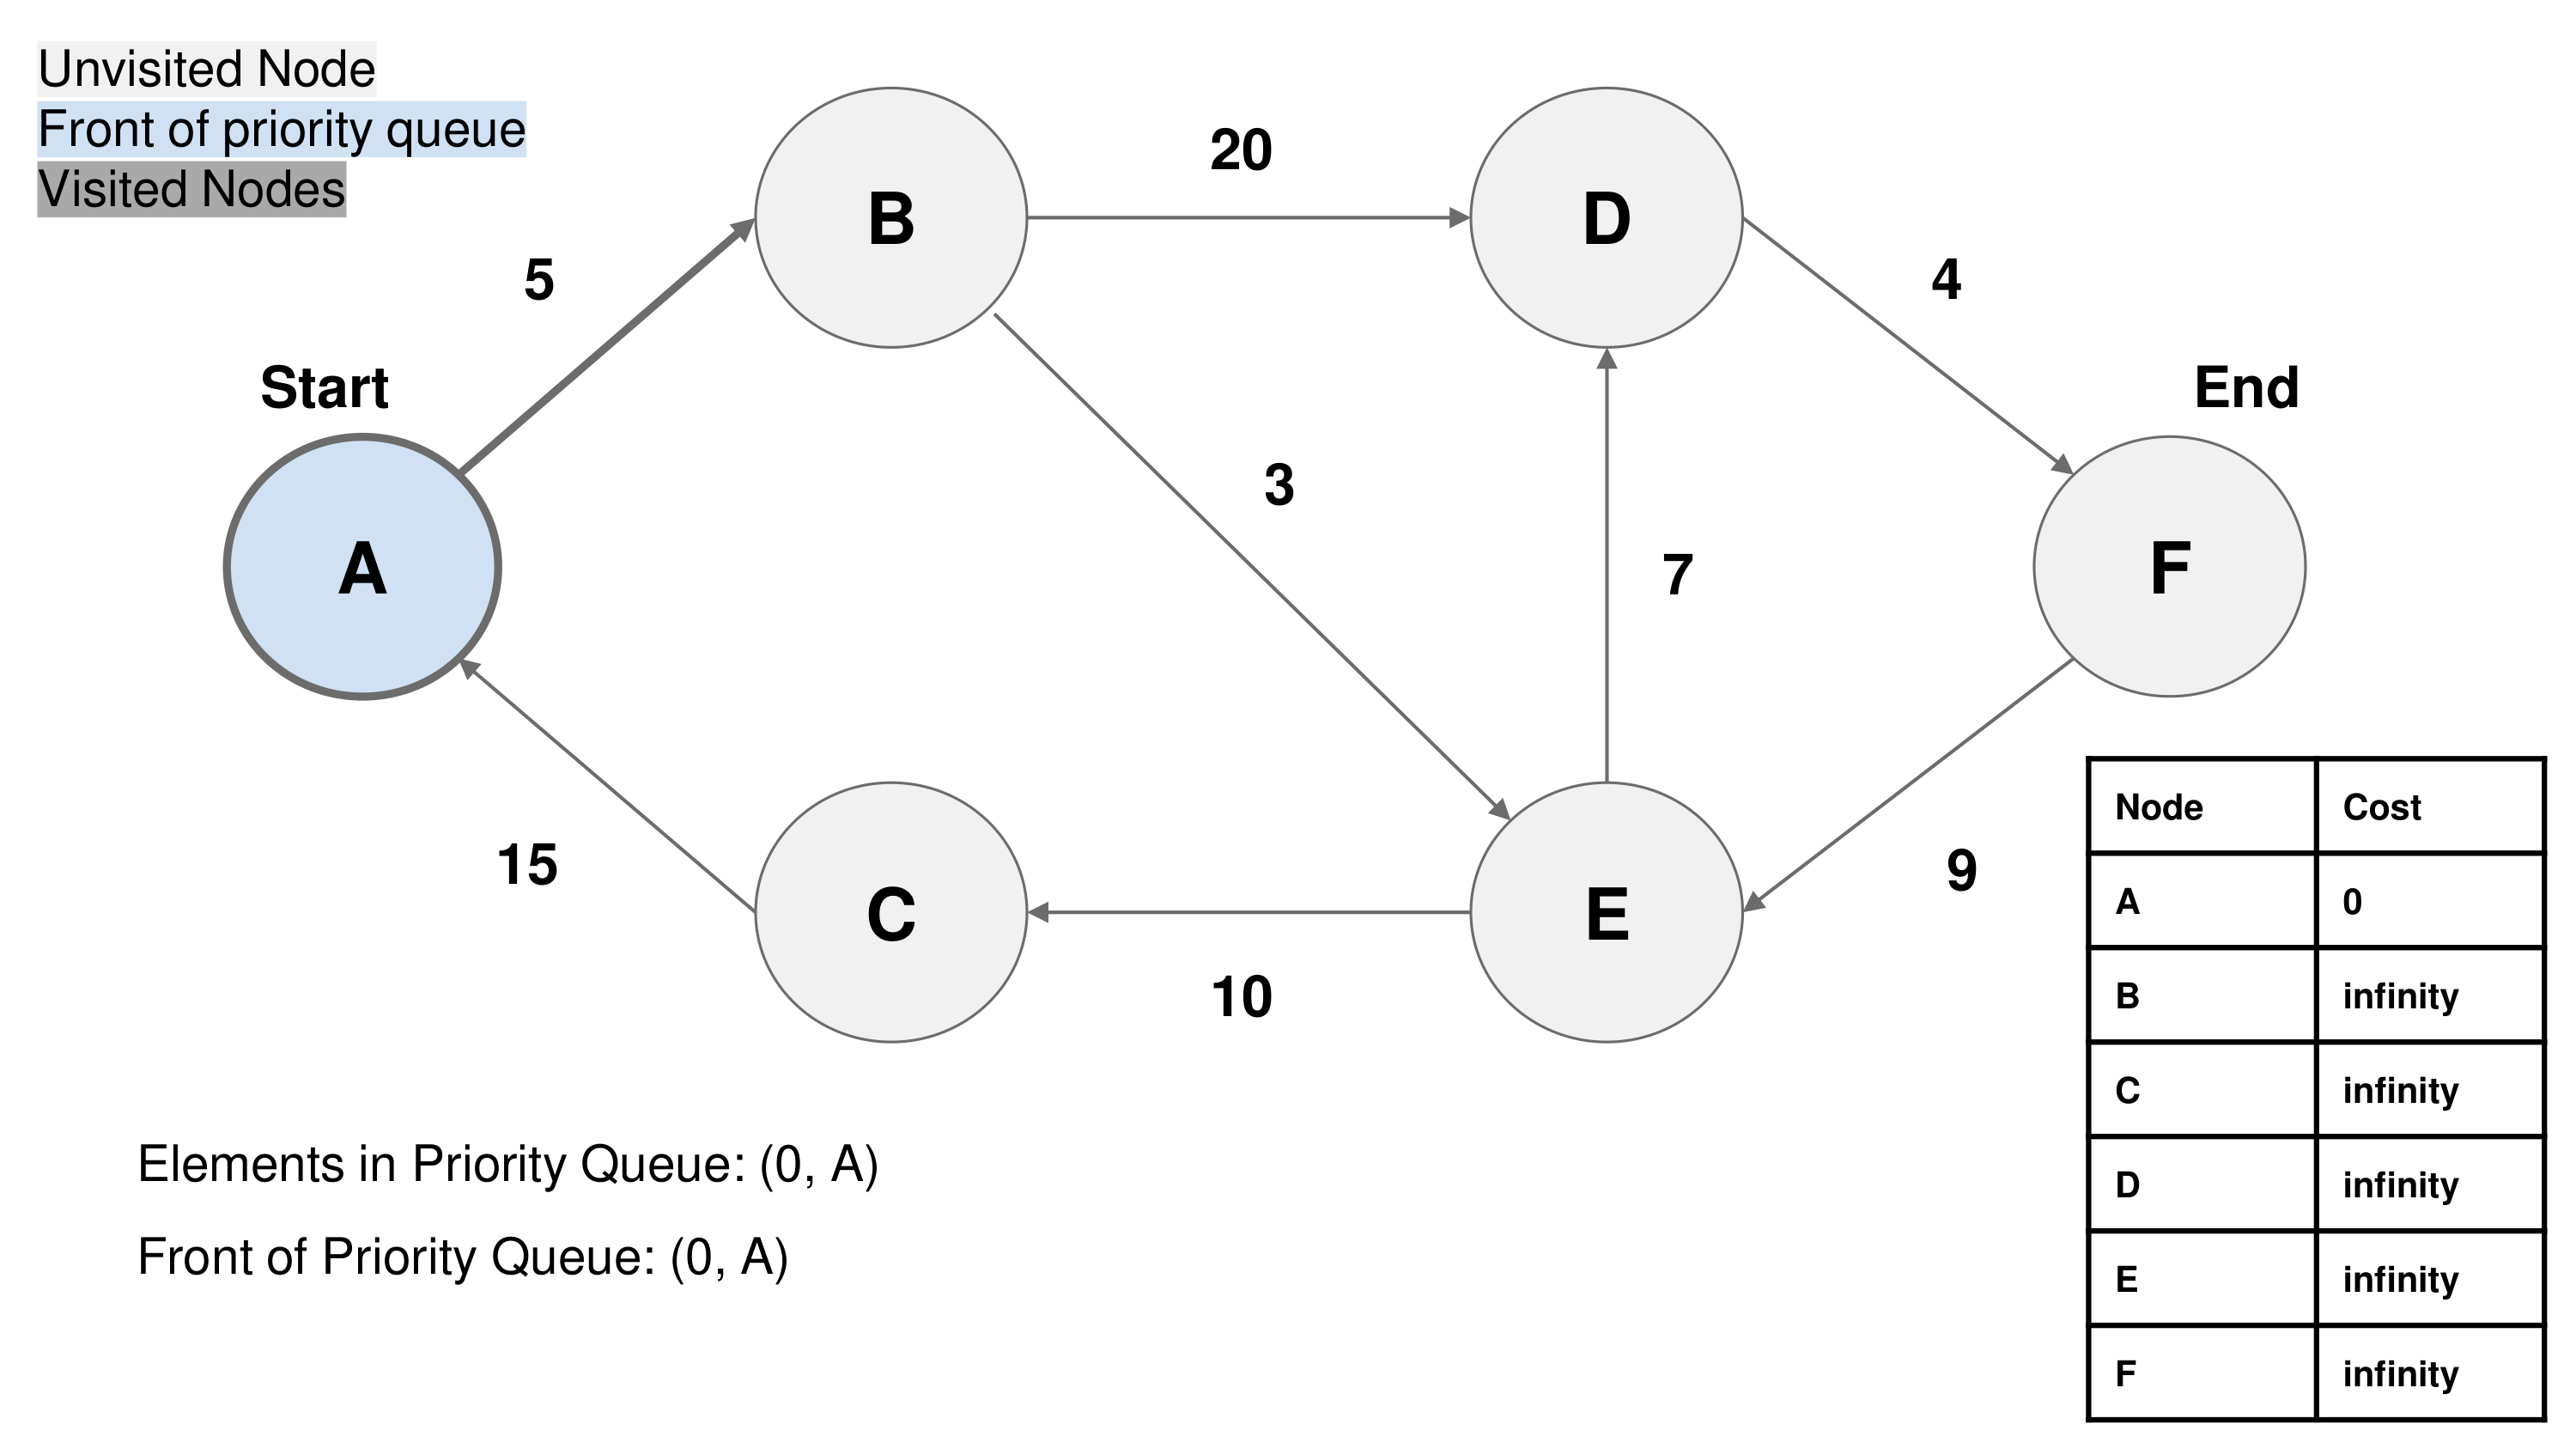 Unvisited Node
Front of priority queue
Visited Nodes
B
20
D
5
4
Start
End
3
A
7
F
15
C
E
9
10
Node Cost
A 0
B infinity
C infinity
D infinity
E infinity
F infinity
Elements in Priority Queue: (0, A)
Front of Priority Queue: (0, A)